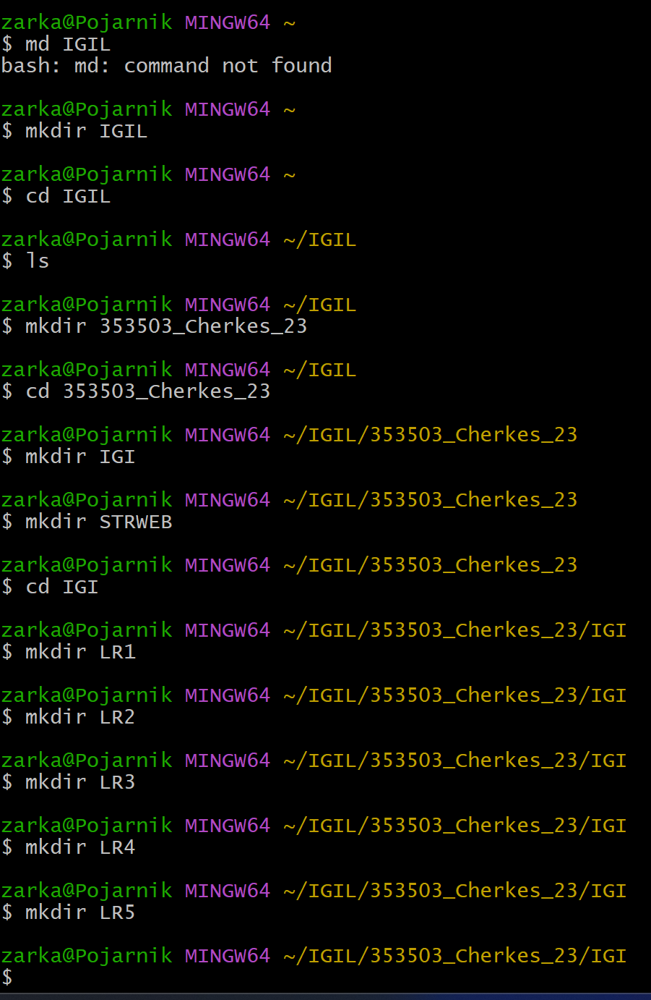 zarka@Pojarnik MINGW64 ~
$ md IGIL
bash: md: command not found
zarka@Pojarnik MINGW64 ~
$ mkdir IGIL
zarka@Pojarnik MINGW64 ~
$ cd IGIL
zarka@Pojarnik MINGW64 ~/IGIL
$ ls
zarka@Pojarnik MINGW64 ~/IGIL
$ mkdir 353503_Cherkes_23
zarka@Pojarnik MINGW64 ~/IGIL
$ cd 353503_Cherkes_23
zarka@Pojarnik MINGW64 ~/IGIL/353503_Cherkes_23
$ mkdir IGI
zarka@Pojarnik MINGW64 ~/IGIL/353503_Cherkes_23
$ mkdir STRWEB
zarka@Pojarnik MINGW64 ~/IGIL/353503_Cherkes_23
$ cd IGI
zarka@Pojarnik MINGW64 ~/IGIL/353503_Cherkes_23/IGI
$ mkdir LR1
zarka@Pojarnik MINGW64 ~/IGIL/353503_Cherkes_23/IGI
$ mkdir LR2
zarka@Pojarnik MINGW64 ~/IGIL/353503_Cherkes_23/IGI
$ mkdir LR3
zarka@Pojarnik MINGW64 ~/IGIL/353503_Cherkes_23/IGI
$ mkdir LR4
zarka@Pojarnik MINGW64 ~/IGIL/353503_Cherkes_23/IGI
$ mkdir LR5
zarka@Pojarnik MINGW64 ~/IGIL/353503_Cherkes_23/IGI
$